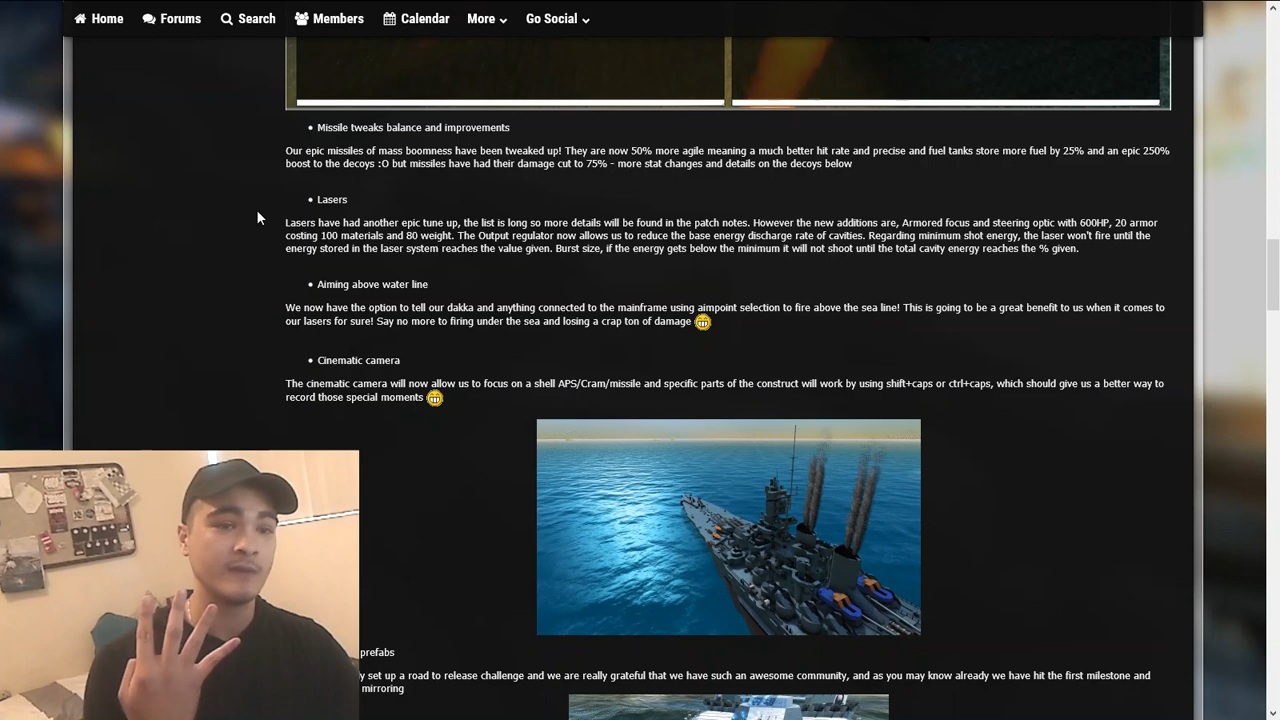 Home Forums Search Members Calendar More Go Social
Missile tweaks balance and improvements
Our epic missiles of mass boomness have been tweaked up! They are now 50% more agile meaning a much better hit rate and precise and fuel tanks store more fuel by 25% and an epic 250%
boost to the decoys :O but missiles have had their damage cut to 75% - more stat changes and details on the decoys below
Lasers
Lasers have had another epic tune up, the list is long so more details will be found in the patch notes. However the new additions are, Armored focus and steering optic with 600HP, 20 armor
costing 100 materials and 80 weight. The Output regulator now allows us to reduce the base energy discharge rate of cavities. Regarding minimum shot energy, the laser won't fire until the
energy stored in the laser system reaches the value given. Burst size, if the energy gets below the minimum it will not shoot until the total cavity energy reaches the % given.
Aiming above water line
We now have the option to tell our dakka and anything connected to the mainframe using aimpoint selection to fire above the sea line! This is going to be a great benefit to us when it comes to
our lasers for sure! Say no more to firing under the sea and losing a crap ton of damage
Cinematic camera
The cinematic camera will now allow us to focus on a shell APS/Cram/missile and specific parts of the construct will work by using shift+caps or ctrl+caps, which should give us a better way to
record those special moments
prefabs
y set up a road to release challenge and we are really grateful that we have such an awesome community, and as you may know already we have hit the first milestone and
mirroring